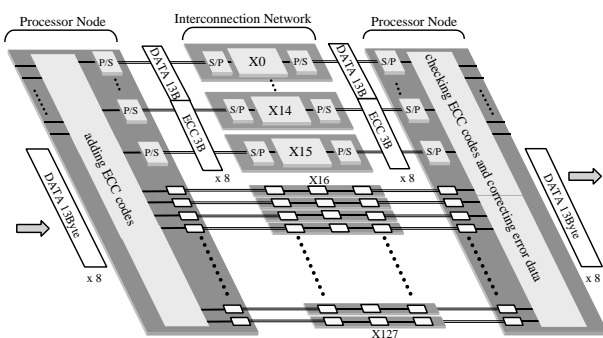 Processor Node
Interconnection Network
Processor Node
P/S
DATA 13B
S/P
X0
P/S
DATA 13B
S/P
P/S
ECC 3B
S/P
X14
P/S
ECC 3B
S/P
P/S
S/P
X15
P/S
S/P
x 8
x 8
X16
adding ECC codes
checking ECC codes and correcting error data
DATA 13Byte
x 8
DATA 13Byte
x 8
X127